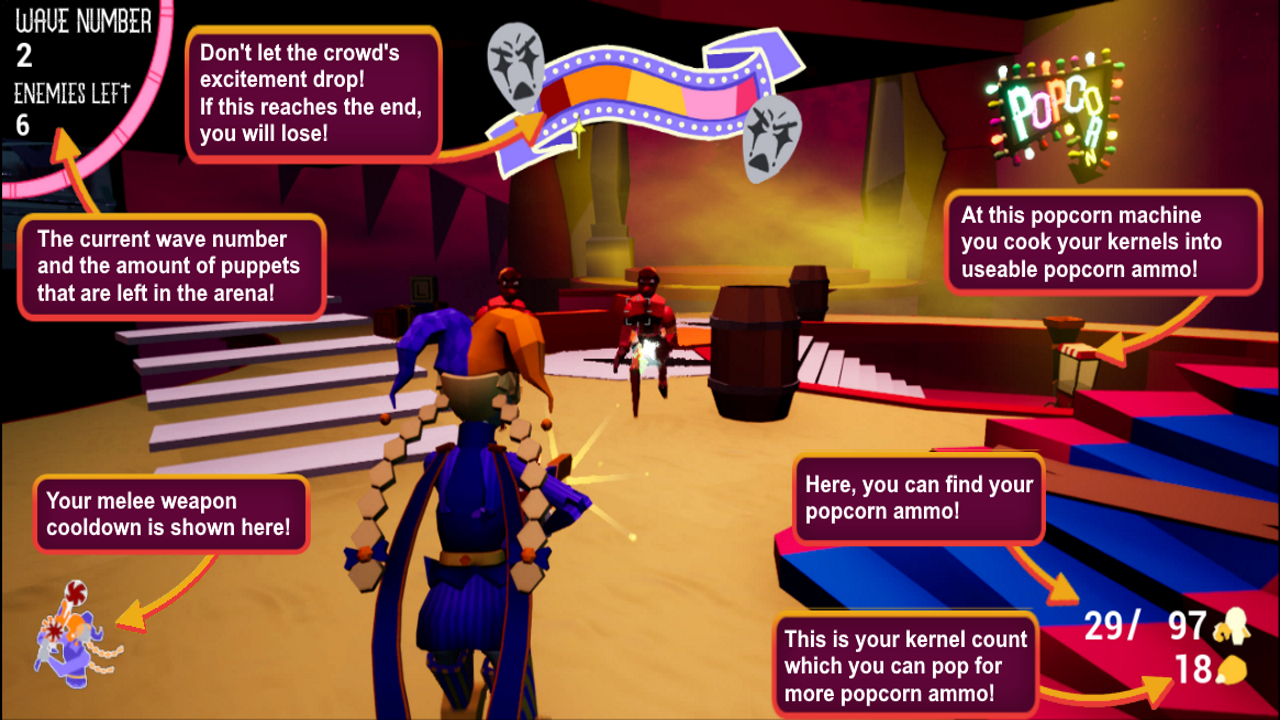 WAVE NUMBER
2
ENEMIES LEFT
6
Don't let the crowd's
excitement drop!
If this reaches the end,
you will lose!
POPCORN
The current wave number
and the amount of puppets
that are left in the arena!
At this popcorn machine
you cook your kernels into
useable popcorn ammo!
Your melee weapon
cooldown is shown here!
Here, you can find your
popcorn ammo!
29/ 97
This is your kernel count
which you can pop for
more popcorn ammo!
18